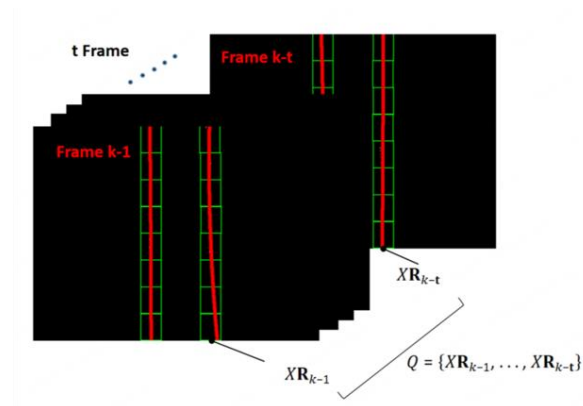 t Frame
Frame k-t
Frame k-1
XR_{k-t}
XR_{k-1}
Q = {XR_{k-1}, . . . , XR_{k-t}}